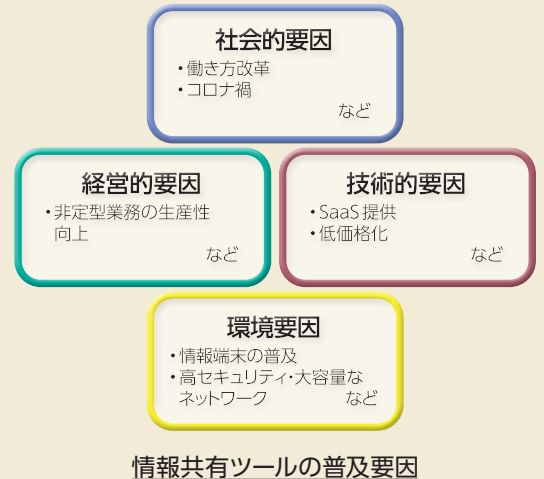 社会的要因
・働き方改革
・コロナ禍
など
経営的要因
・非定型業務の生産性
向上
など
技術的要因
・SaaS提供
・低価格化
など
環境要因
・情報端末の普及
・高セキュリティ・大容量な
ネットワーク など
情報共有ツールの普及要因